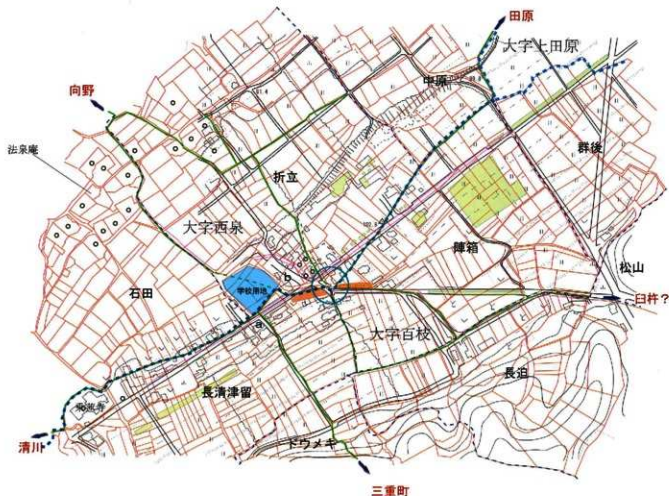 田原
大字上田原
中原
向野
群後
法泉庵
折立
大字西泉
陣箱
松山
b
石田
学校用地
臼杵?
a
大字百枝
長迫
長清津留
ドウメキ
清川
三重町